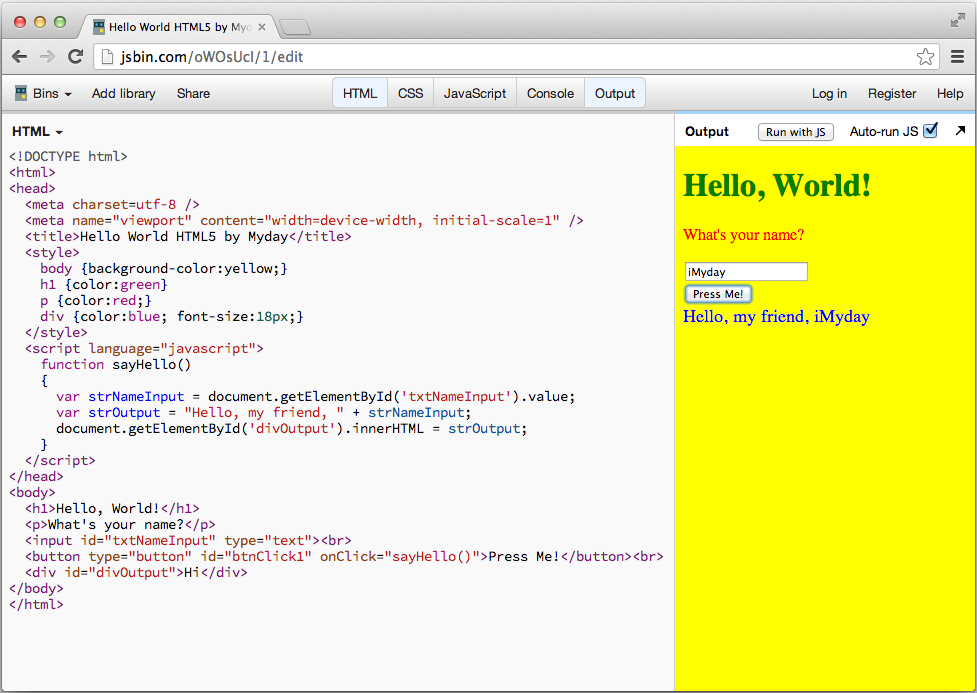 Hello World HTML5 by Myd
jsbin.com/oWOsUcI/1/edit
Bins Add library Share HTML CSS JavaScript Console Output Log in Register Help
HTML
<!DOCTYPE html>
<html>
<head>
<meta charset=utf-8 />
<meta name="viewport" content="width=device-width, initial-scale=1" />
<title>Hello World HTML5 by Myday</title>
<style>
body {background-color:yellow;}
h1 {color:green}
p {color:red;}
div {color:blue; font-size:18px;}
</style>
<script language="javascript">
function sayHello()
{
var strNameInput = document.getElementById('txtNameInput').value;
var strOutput = "Hello, my friend, " + strNameInput;
document.getElementById('divOutput').innerHTML = strOutput;
}
</script>
</head>
<body>
<h1>Hello, World!</h1>
<p>What's your name?</p>
<input id="txtNameInput" type="text"><br>
<button type="button" id="btnClick1" onClick="sayHello()">Press Me!</button><br>
<div id="divOutput">Hi</div>
</body>
</html>
Output Run with JS Auto-run JS
Hello, World!
What's your name?
iMyday
Press Me!
Hello, my friend, iMyday